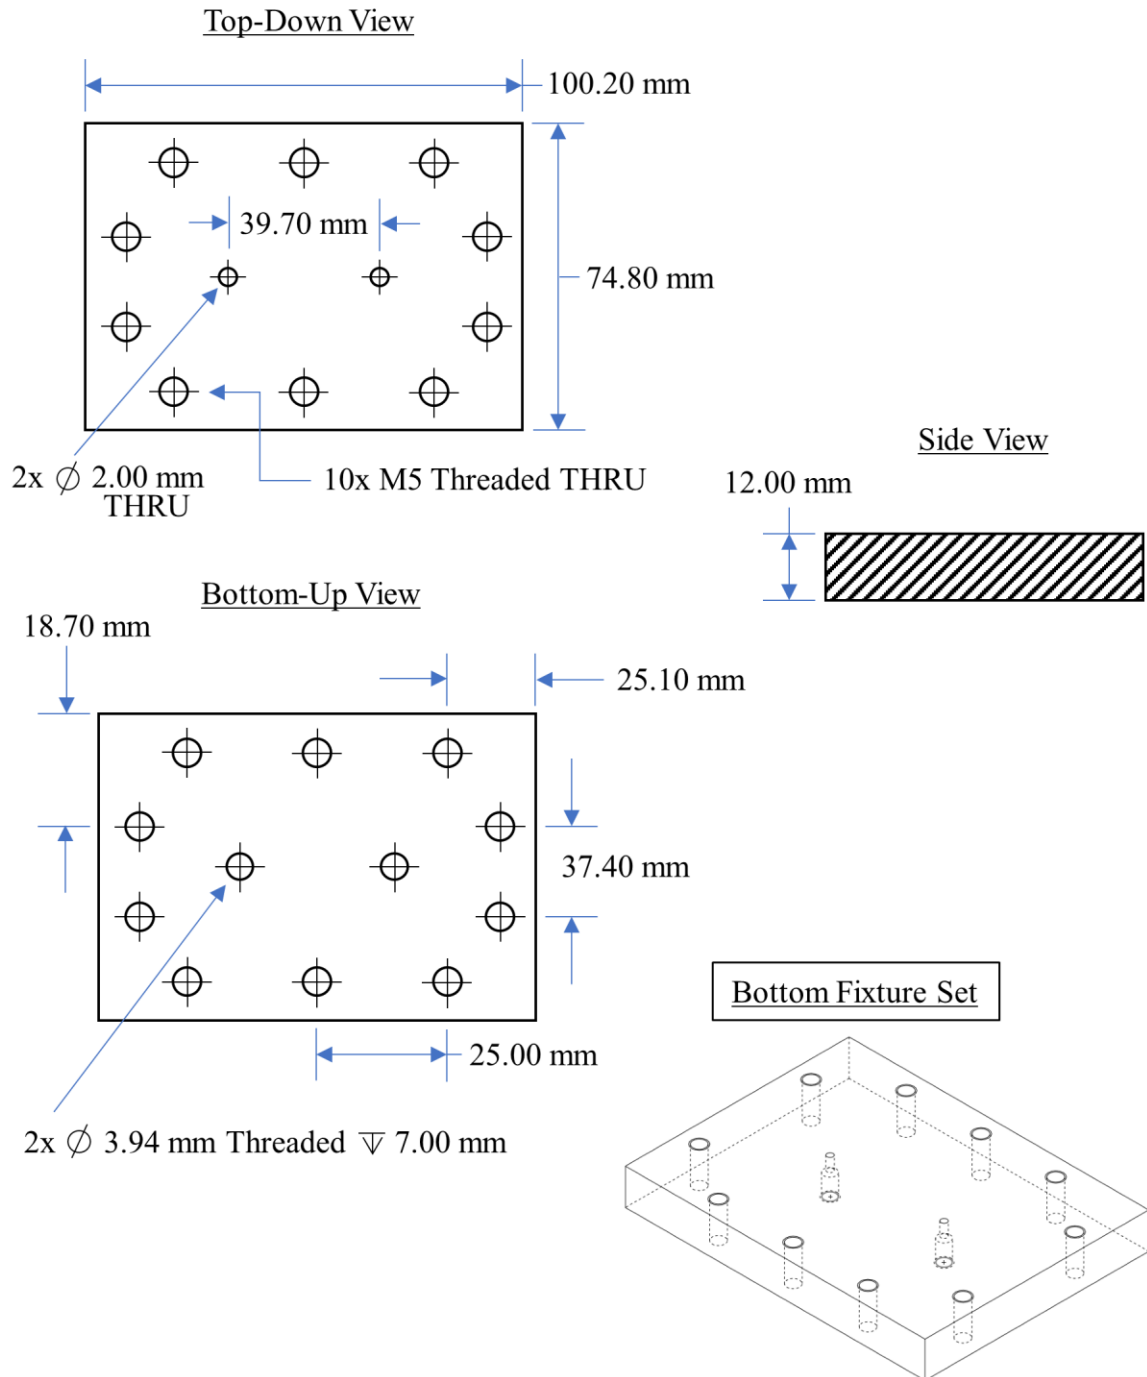 Top-Down View
100.20 mm
39.70 mm
74.80 mm
2x ∅ 2.00 mm
THRU
10x M5 Threaded THRU
Side View
12.00 mm
Bottom-Up View
18.70 mm
25.10 mm
37.40 mm
25.00 mm
2x ∅ 3.94 mm Threaded ↧ 7.00 mm
Bottom Fixture Set